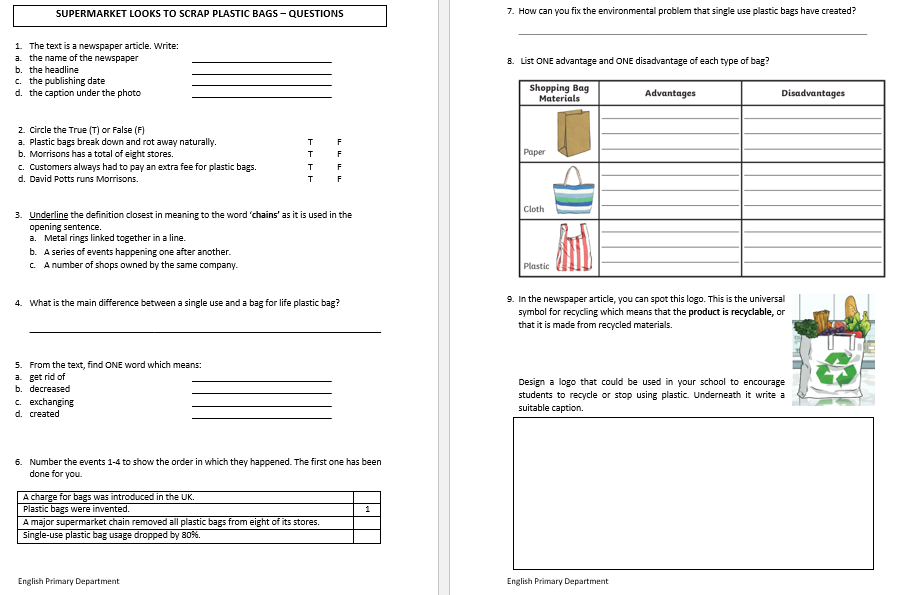 SUPERMARKET LOOKS TO SCRAP PLASTIC BAGS – QUESTIONS
1. The text is a newspaper article. Write:
a. the name of the newspaper
b. the headline
c. the publishing date
d. the caption under the photo
2. Circle the True (T) or False (F)
a. Plastic bags break down and rot away naturally. T F
b. Morrisons has a total of eight stores. T F
c. Customers always had to pay an extra fee for plastic bags. T F
d. David Potts runs Morrisons. T F
3. Underline the definition closest in meaning to the word ‘chains’ as it is used in the
opening sentence.
a. Metal rings linked together in a line.
b. A series of events happening one after another.
c. A number of shops owned by the same company.
4. What is the main difference between a single use and a bag for life plastic bag?
5. From the text, find ONE word which means:
a. get rid of
b. decreased
c. exchanging
d. created
6. Number the events 1-4 to show the order in which they happened. The first one has been
done for you.
A charge for bags was introduced in the UK.
Plastic bags were invented. 1
A major supermarket chain removed all plastic bags from eight of its stores.
Single-use plastic bag usage dropped by 80%.
English Primary Department
7. How can you fix the environmental problem that single use plastic bags have created?
8. List ONE advantage and ONE disadvantage of each type of bag?
Shopping Bag
Materials
Advantages
Disadvantages
Paper
Cloth
Plastic
9. In the newspaper article, you can spot this logo. This is the universal
symbol for recycling which means that the product is recyclable, or
that it is made from recycled materials.
Design a logo that could be used in your school to encourage
students to recycle or stop using plastic. Underneath it write a
suitable caption.
English Primary Department